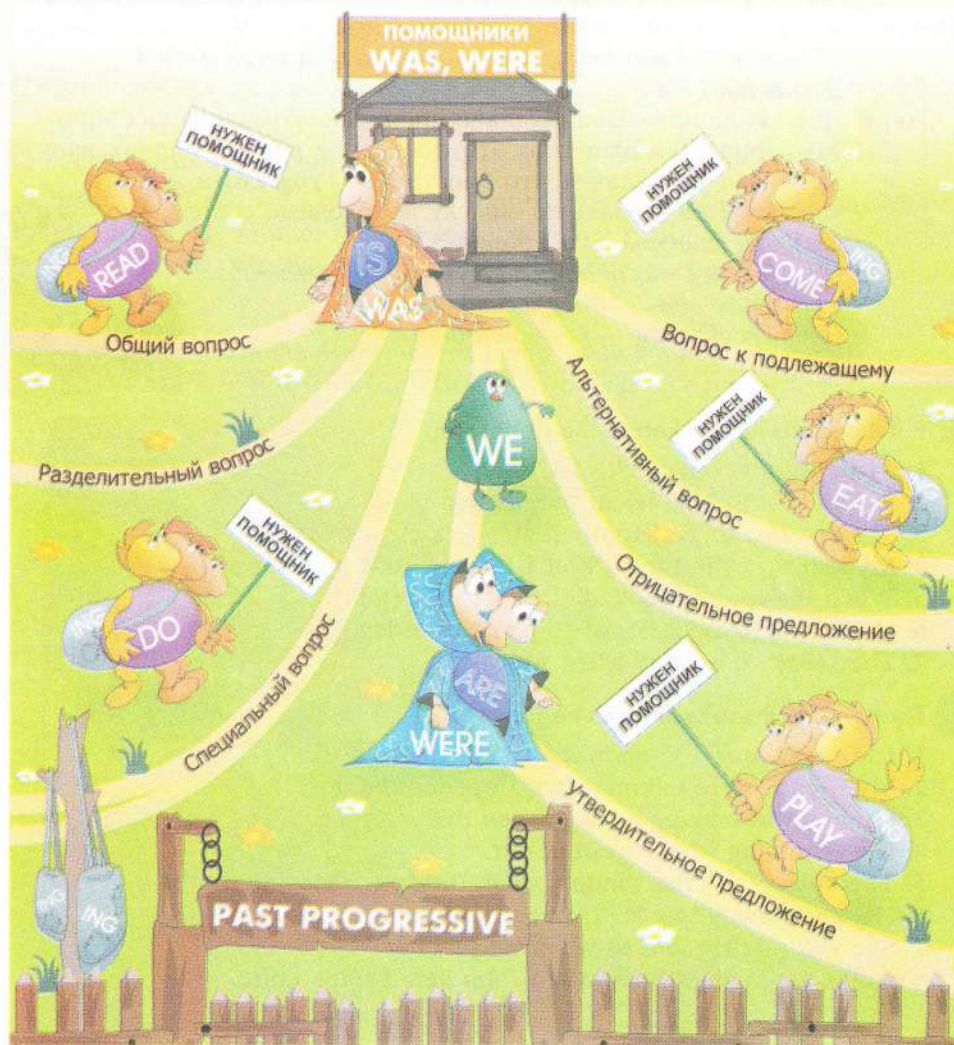 ПОМОЩНИКИ
WAS, WERE
НУЖЕН
ПОМОЩНИК
ING
READ
IS
WAS
НУЖЕН
ПОМОЩНИК
COME
ING
Общий вопрос
Вопрос к подлежащему
Разделительный вопрос
WE
Альтернативный вопрос
НУЖЕН
ПОМОЩНИК
EAT
ING
НУЖЕН
ПОМОЩНИК
ING
DO
Специальный вопрос
Отрицательное предложение
ARE
WERE
НУЖЕН
ПОМОЩНИК
PLAY
Утвердительное предложение
ING
ING
PAST PROGRESSIVE